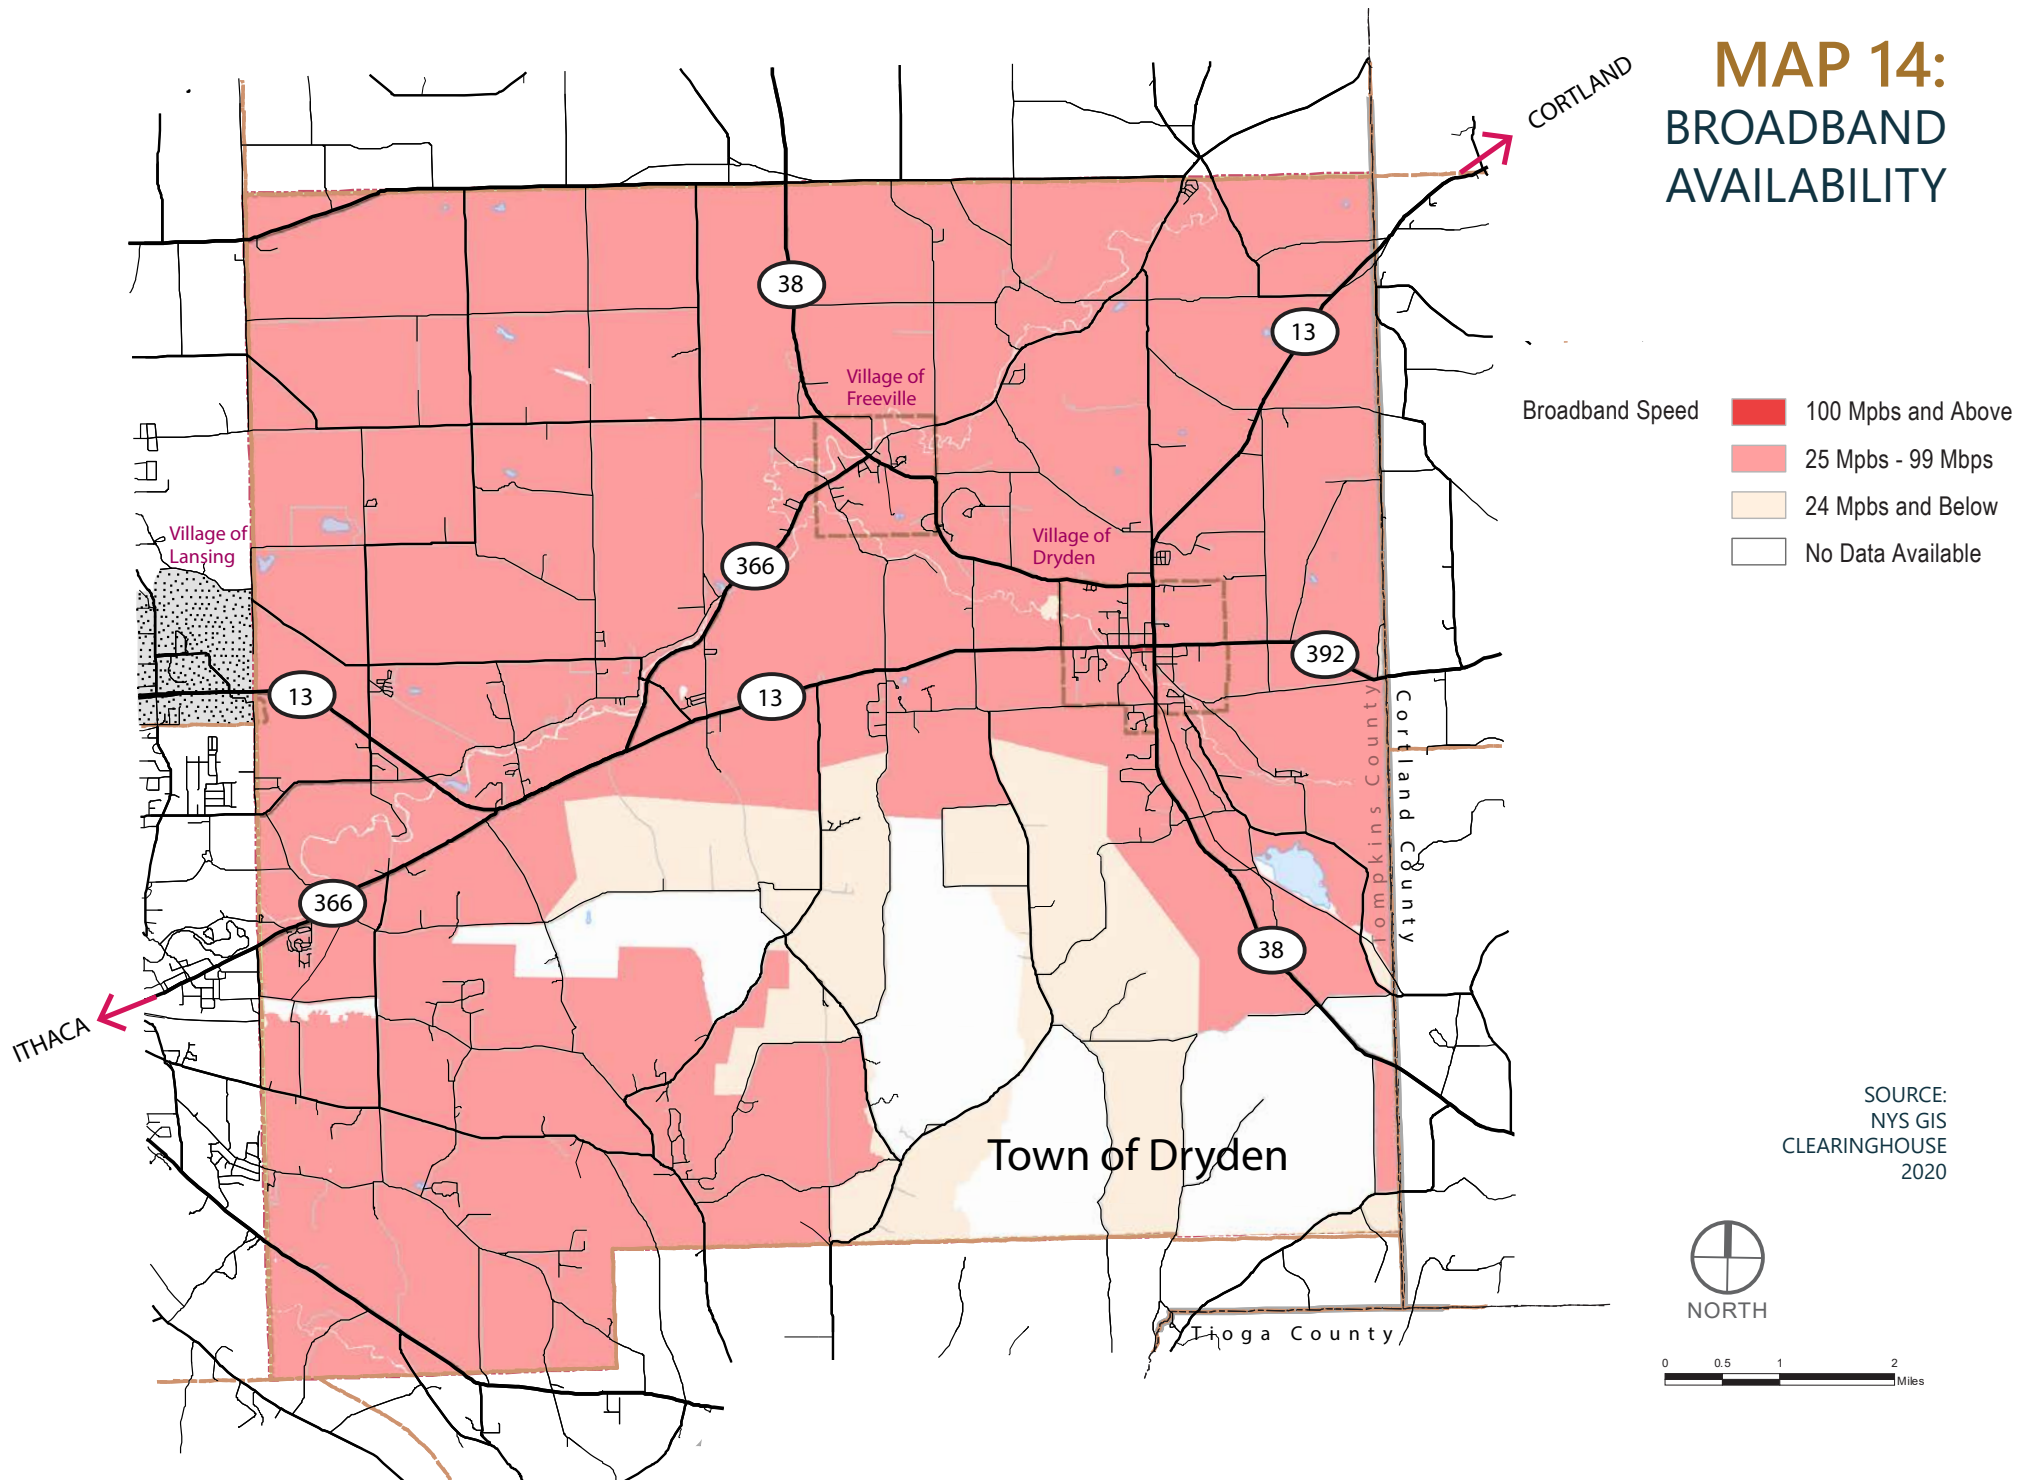 MAP 14:
BROADBAND
AVAILABILITY
CORTLAND
38
13
Village of
Freeville
Broadband Speed
100 Mpbs and Above
25 Mpbs - 99 Mbps
24 Mpbs and Below
No Data Available
Village of
Lansing
Village of
Dryden
366
392
13
13
Tompkins County
Cortland County
366
38
ITHACA
Town of Dryden
SOURCE:
NYS GIS
CLEARINGHOUSE
2020
NORTH
Tioga County
0 0.5 1 2
Miles